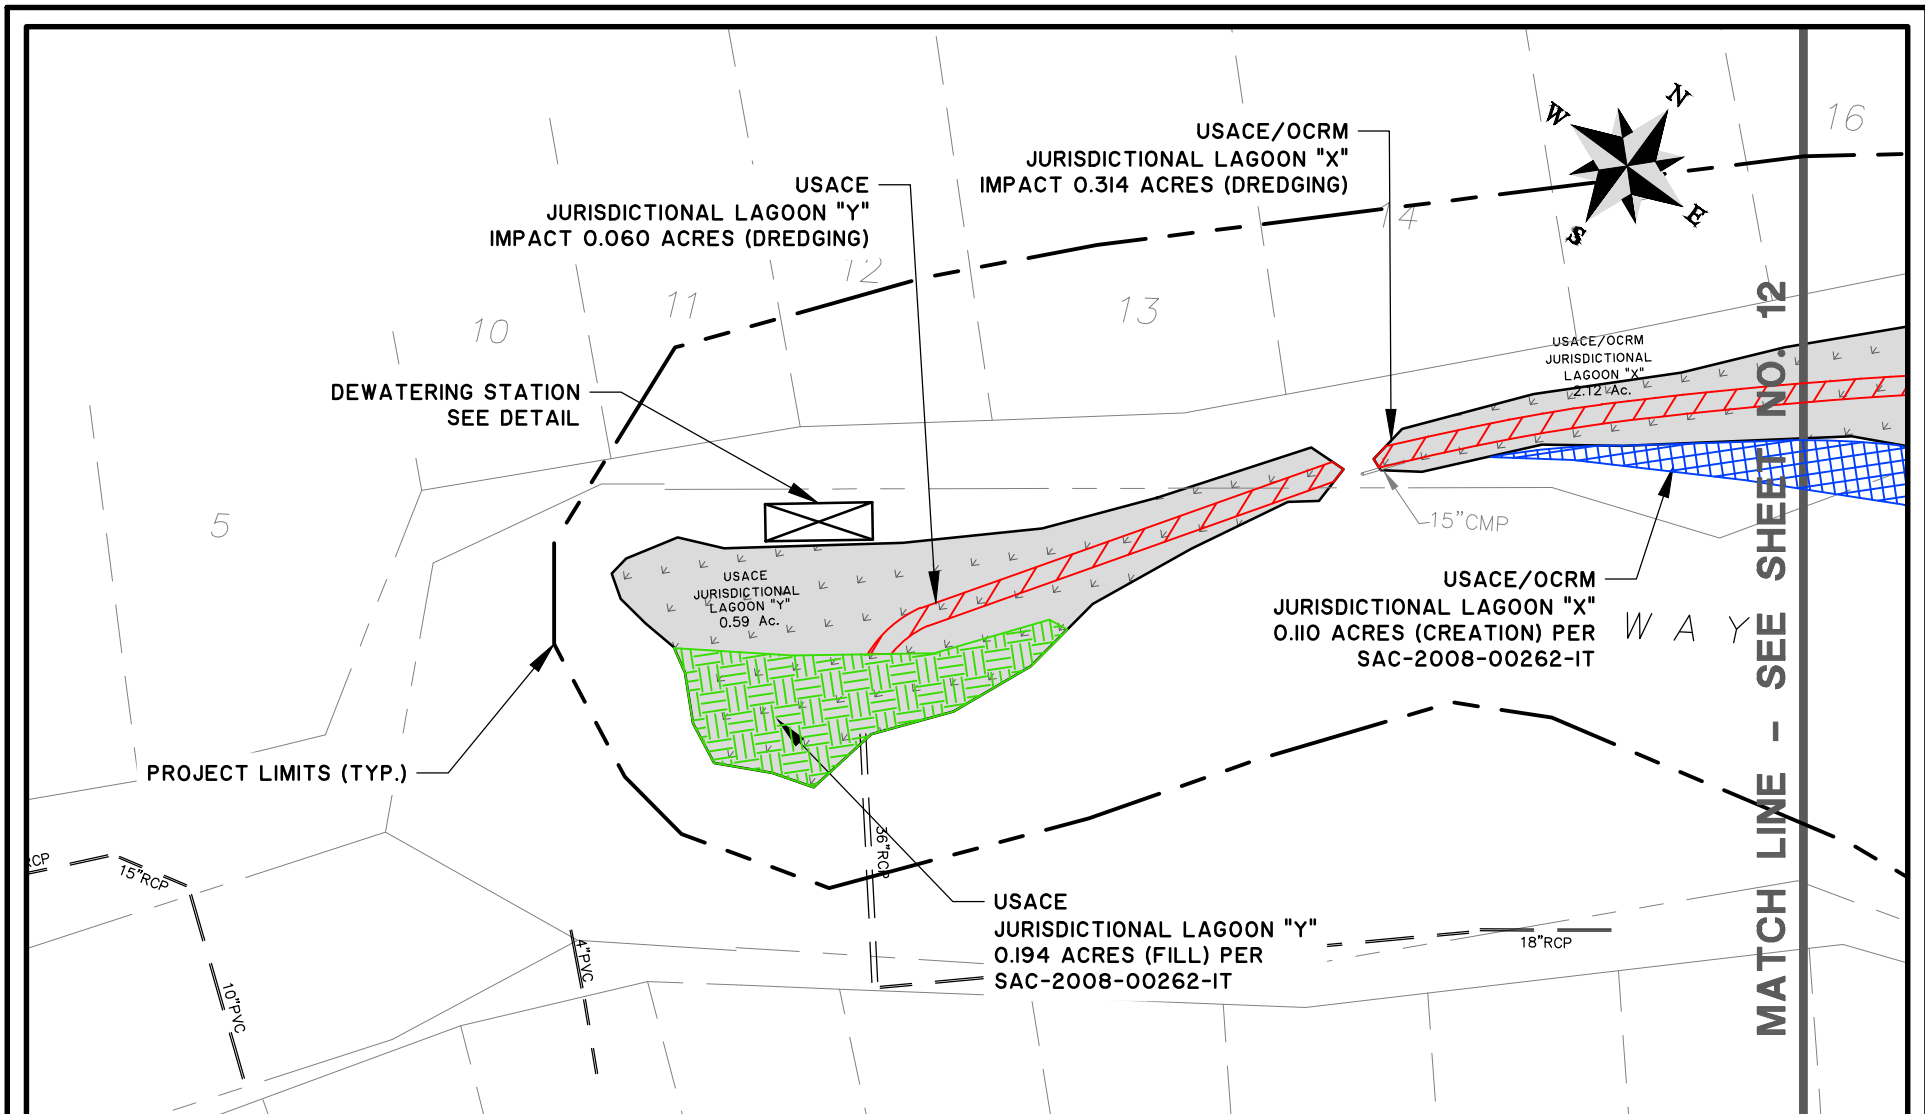 16
N
W
E
S
USACE/OCRM
JURISDICTIONAL LAGOON "X"
IMPACT 0.314 ACRES (DREDGING)
USACE
JURISDICTIONAL LAGOON "Y"
IMPACT 0.060 ACRES (DREDGING)
14
12
11
13
10
5
DEWATERING STATION
SEE DETAIL
USACE/OCRM
JURISDICTIONAL
LAGOON "X"
2.12 Ac.
MATCH LINE - SEE SHEET NO. 12
15"CMP
USACE
JURISDICTIONAL
LAGOON "Y"
0.59 Ac.
USACE/OCRM
JURISDICTIONAL LAGOON "X"
0.110 ACRES (CREATION) PER
SAC-2008-00262-IT
WAY
PROJECT LIMITS (TYP.)
36"RCP
RCP
15"RCP
10"PVC
4"PVC
USACE
JURISDICTIONAL LAGOON "Y"
0.194 ACRES (FILL) PER
SAC-2008-00262-IT
18"RCP